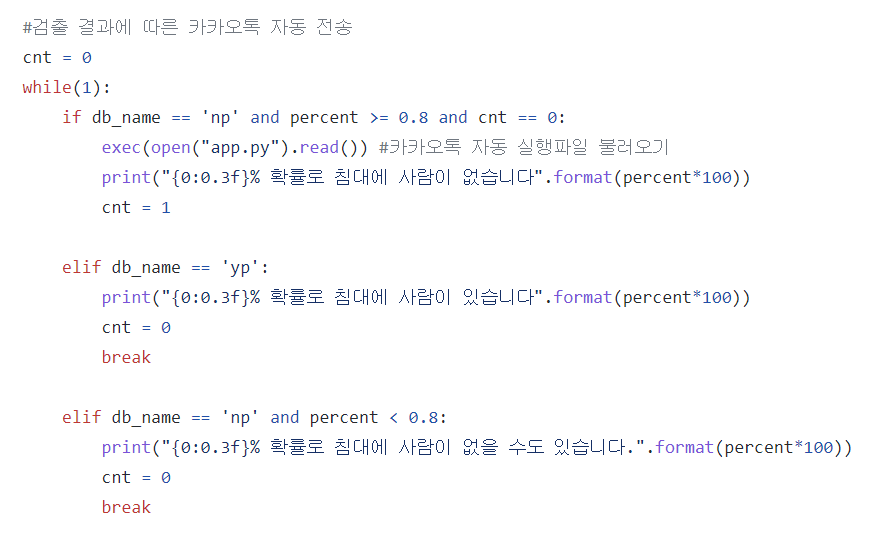 #검출 결과에 따른 카카오톡 자동 전송
cnt = 0
while(1):
    if db_name == 'np' and percent >= 0.8 and cnt == 0:
        exec(open("app.py").read()) #카카오톡 자동 실행파일 불러오기
        print("{0:0.3f}% 확률로 침대에 사람이 없습니다".format(percent*100))
        cnt = 1

    elif db_name == 'yp':
        print("{0:0.3f}% 확률로 침대에 사람이 있습니다".format(percent*100))
        cnt = 0
        break

    elif db_name == 'np' and percent < 0.8:
        print("{0:0.3f}% 확률로 침대에 사람이 없을 수도 있습니다.".format(percent*100))
        cnt = 0
        break